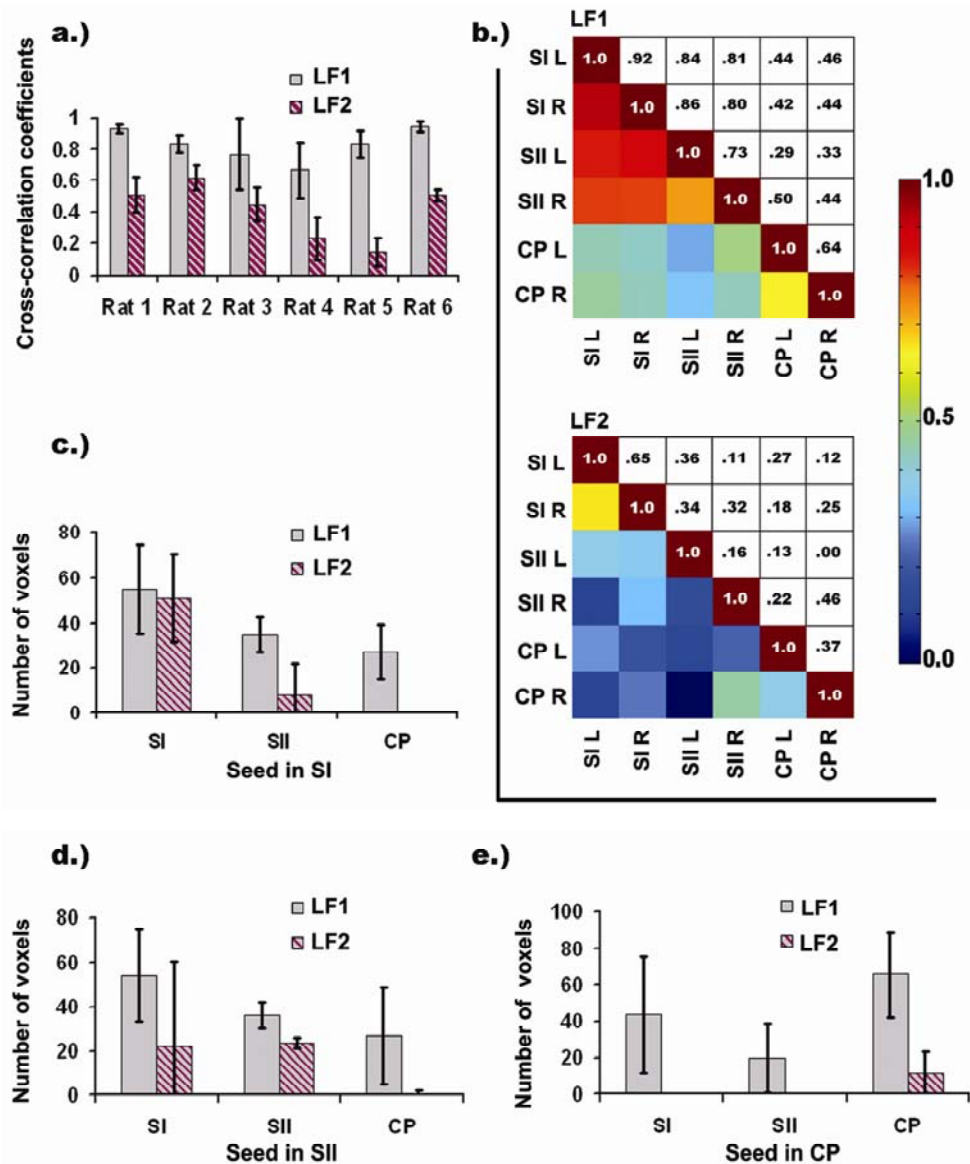 a.)
LF1
LF2
Cross-correlation coefficients
1
0.8
0.6
0.4
0.2
0
Rat 1 Rat 2 Rat 3 Rat 4 Rat 5 Rat 6
b.)
LF1
SI L 1.0 .92 .84 .81 .44 .46
SI R 1.0 .86 .80 .42 .44
SII L 1.0 .73 .29 .33
SII R 1.0 .50 .44
CP L 1.0 .64
CP R 1.0
SI L SI R SII L SII R CP L CP R
1.0
0.5
0.0
LF2
SI L 1.0 .65 .36 .11 .27 .12
SI R 1.0 .34 .32 .18 .25
SII L 1.0 .16 .13 .00
SII R 1.0 .22 .46
CP L 1.0 .37
CP R 1.0
SI L SI R SII L SII R CP L CP R
c.)
LF1
LF2
Number of voxels
80
60
40
20
0
SI SII CP
Seed in SI
d.)
LF1
LF2
Number of voxels
80
60
40
20
0
SI SII CP
Seed in SII
e.)
LF1
LF2
Number of voxels
100
80
60
40
20
0
SI SII CP
Seed in CP